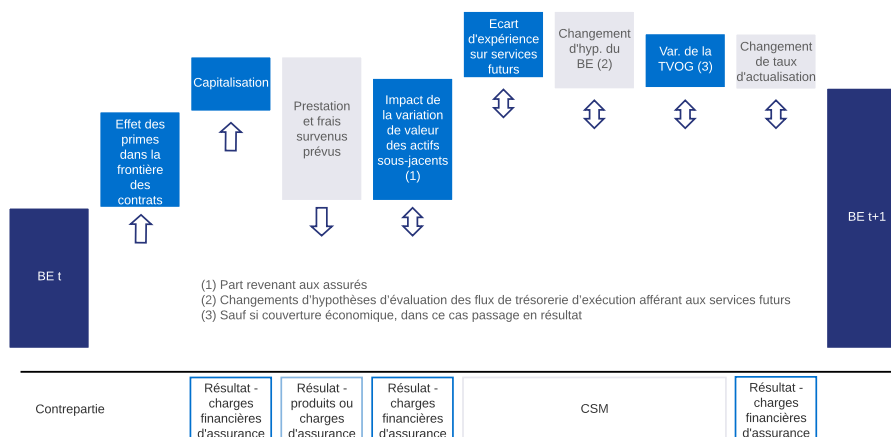 BE t
Effet des
primes
dans la
frontière
des
contrats
Capitalisation
Prestation
et frais
survenus
prévus
Impact de
la variation
de valeur
des actifs
sous-jacents
(1)
Ecart
d'expérience
sur services
futurs
Changement
d'hyp. du
BE (2)
Var. de la
TVOG (3)
Changement
de taux
d'actualisation
BE t+1
(1) Part revenant aux assurés
(2) Changements d'hypothèses d'évaluation des flux de trésorerie d'exécution afférant aux services futurs
(3) Sauf si couverture économique, dans ce cas passage en résultat
Contrepartie
Résultat -
charges
financières
d'assurance
Résulat -
produits ou
charges
d'assurance
Résulat -
charges
financières
d'assurance
CSM
Résultat -
charges
financières
d'assurance